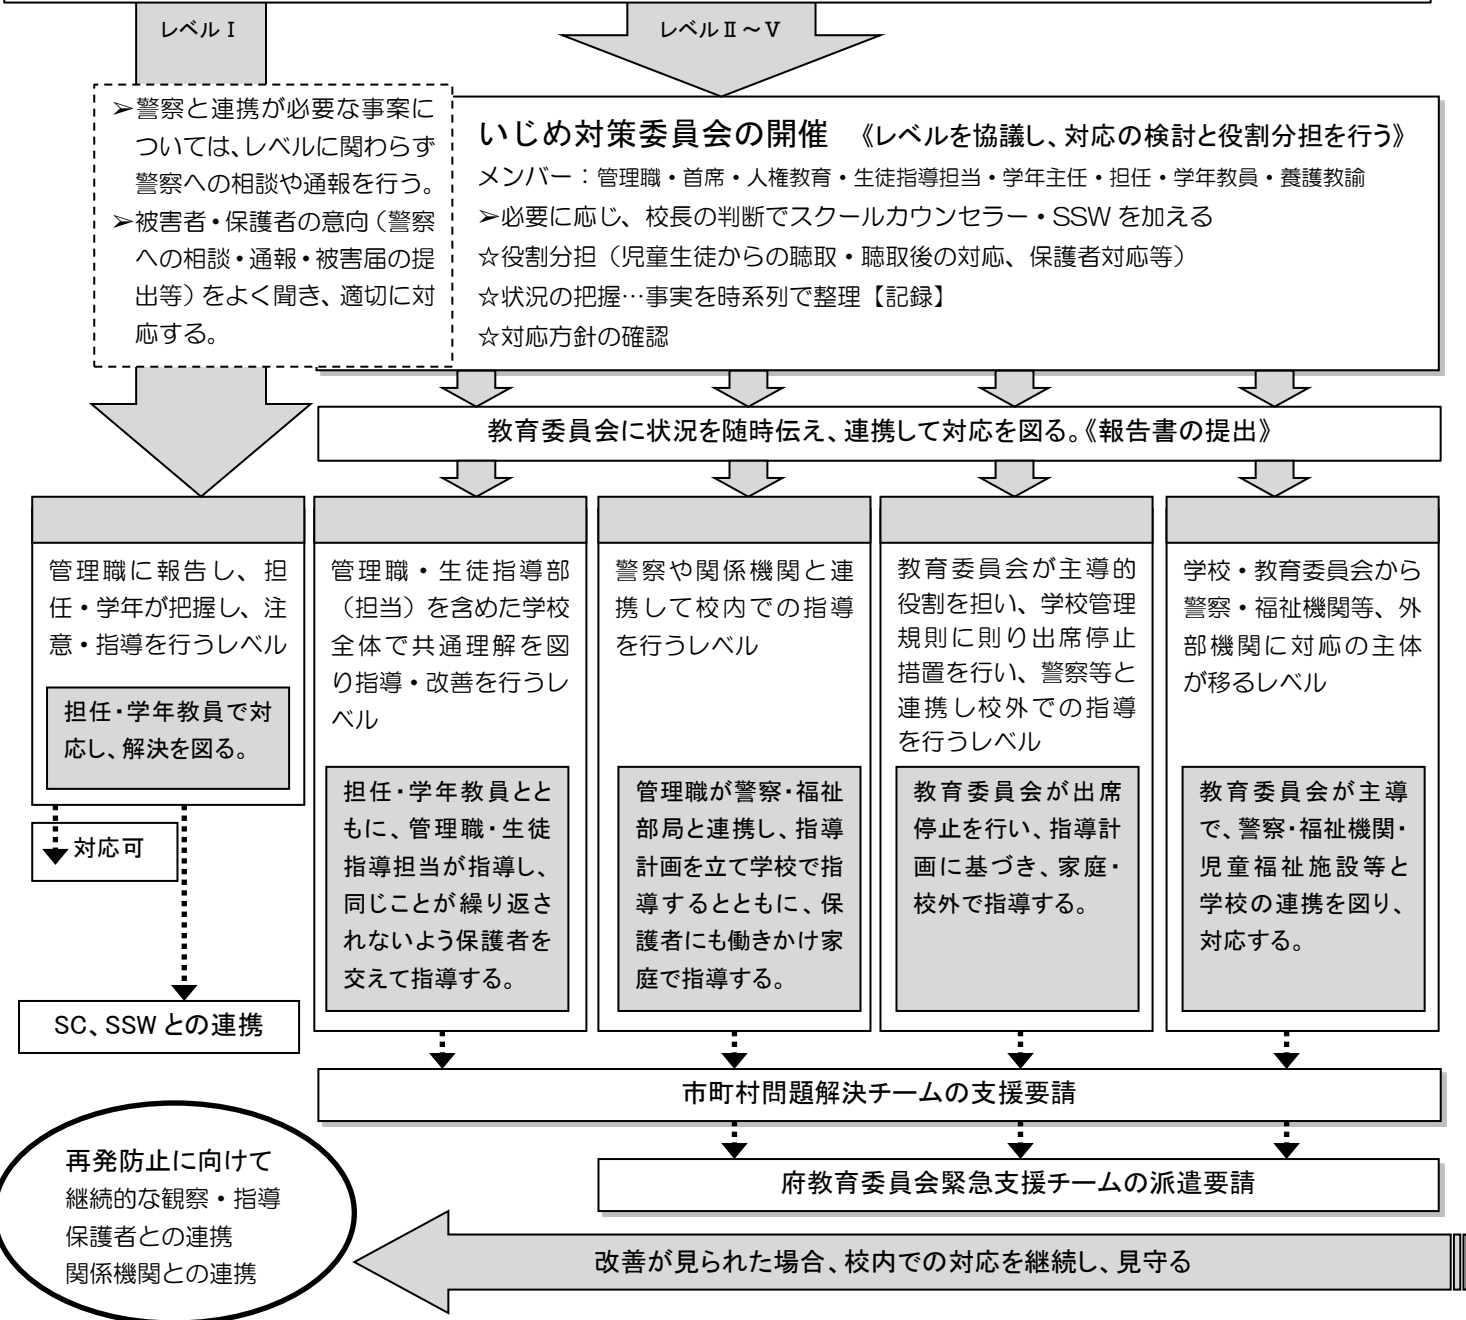 レベルⅠ
レベルⅡ～Ⅴ
➢警察と連携が必要な事案に
ついては、レベルに関わらず
警察への相談や通報を行う。
➢被害者・保護者の意向（警察
への相談・通報・被害届の提
出等）をよく聞き、適切に対
応する。
いじめ対策委員会の開催　《レベルを協議し、対応の検討と役割分担を行う》
メンバー：管理職・首席・人権教育・生徒指導担当・学年主任・担任・学年教員・養護教諭
➢必要に応じ、校長の判断でスクールカウンセラー・SSW を加える
☆役割分担（児童生徒からの聴取・聴取後の対応、保護者対応等）
☆状況の把握…事実を時系列で整理【記録】
☆対応方針の確認
教育委員会に状況を随時伝え、連携して対応を図る。《報告書の提出》
管理職に報告し、担
任・学年が把握し、注
意・指導を行うレベル
担任・学年教員で対
応し、解決を図る。
対応可
SC、SSW との連携
管理職・生徒指導部
（担当）を含めた学校
全体で共通理解を図
り指導・改善を行うレ
ベル
担任・学年教員とと
もに、管理職・生徒
指導担当が指導し、
同じことが繰り返さ
れないよう保護者を
交えて指導する。
警察や関係機関と連
携して校内での指導
を行うレベル
管理職が警察・福祉
部局と連携し、指導
計画を立て学校で指
導するとともに、保
護者にも働きかけ家
庭で指導する。
教育委員会が主導的
役割を担い、学校管理
規則に則り出席停止
措置を行い、警察等と
連携し校外での指導
を行うレベル
教育委員会が出席
停止を行い、指導計
画に基づき、家庭・
校外で指導する。
学校・教育委員会から
警察・福祉機関等、外
部機関に対応の主体
が移るレベル
教育委員会が主導
で、警察・福祉機関・
児童福祉施設等と
学校の連携を図り、
対応する。
市町村問題解決チームの支援要請
府教育委員会緊急支援チームの派遣要請
再発防止に向けて
継続的な観察・指導
保護者との連携
関係機関との連携
改善が見られた場合、校内での対応を継続し、見守る